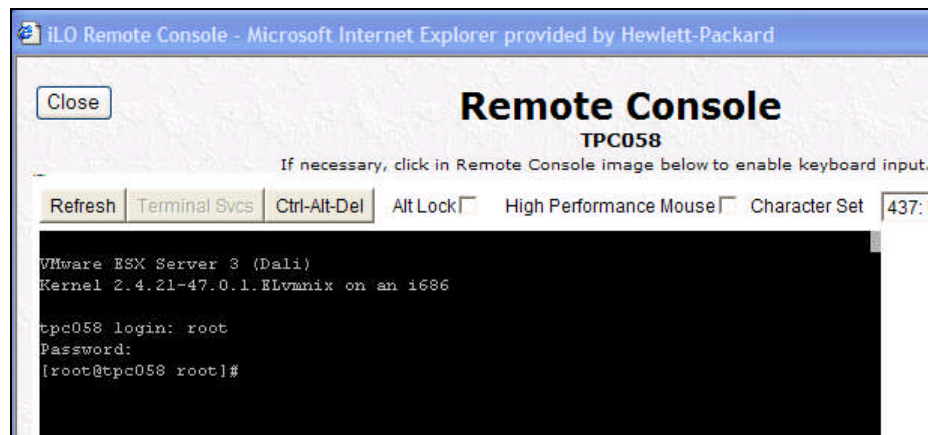 iLO Remote Console - Microsoft Internet Explorer provided by Hewlett-Packard
Close
Remote Console
TPC058
If necessary, click in Remote Console image below to enable keyboard input.
Refresh Terminal Svcs Ctrl-Alt-Del Alt Lock High Performance Mouse Character Set 437:
VMware ESX Server 3 (Dali)
Kernel 2.4.21-47.0.1.ELvmnix on an i686
tpc058 login: root
Password:
[root@tpc058 root]#